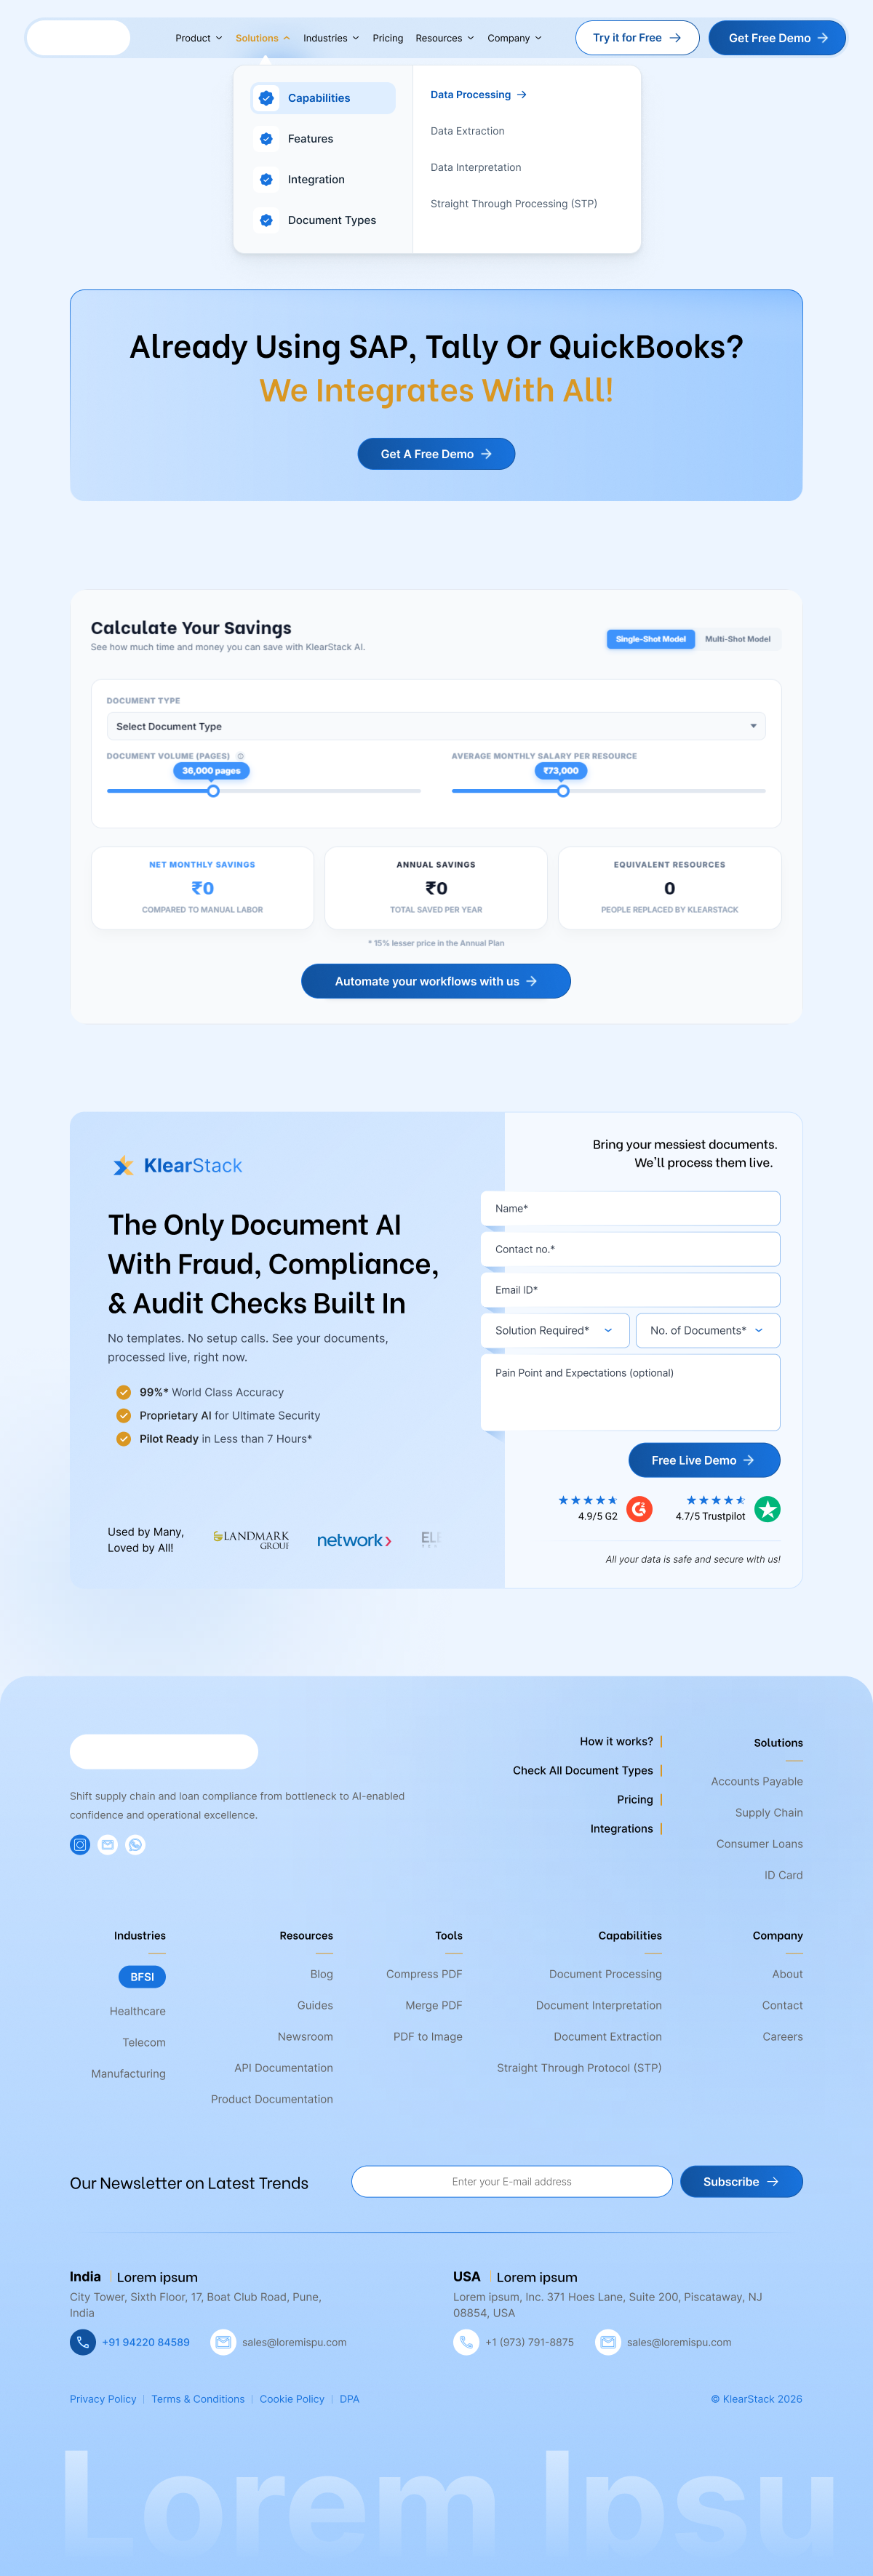 Product
Solutions
Industries
Pricing
Resources
Company
Try it for Free
Get Free Demo
Capabilities
Features
Integration
Document Types
Data Processing
Data Extraction
Data Interpretation
Straight Through Processing (STP)
Already Using SAP, Tally Or QuickBooks?
We Integrates With All!
Get A Free Demo
Calculate Your Savings
See how much time and money you can save with KlearStack AI.
Single-Shot Model
Multi-Shot Model
DOCUMENT TYPE
Select Document Type
DOCUMENT VOLUME (PAGES)
36,000 pages
AVERAGE MONTHLY SALARY PER RESOURCE
₹73,000
NET MONTHLY SAVINGS
₹0
COMPARED TO MANUAL LABOR
ANNUAL SAVINGS
₹0
TOTAL SAVED PER YEAR
EQUIVALENT RESOURCES
0
PEOPLE REPLACED BY KLEARSTACK
* 15% lesser price in the Annual Plan
Automate your workflows with us
KlearStack
The Only Document AI
With Fraud, Compliance,
& Audit Checks Built In
No templates. No setup calls. See your documents,
processed live, right now.
99%* World Class Accuracy
Proprietary AI for Ultimate Security
Pilot Ready in Less than 7 Hours*
Used by Many,
Loved by All!
LANDMARK
GROUP
network
Bring your messiest documents.
We'll process them live.
Name*
Contact no.*
Email ID*
Solution Required*
No. of Documents*
Pain Point and Expectations (optional)
Free Live Demo
4.9/5 G2
4.7/5 Trustpilot
All your data is safe and secure with us!
Shift supply chain and loan compliance from bottleneck to AI-enabled
confidence and operational excellence.
How it works?
Check All Document Types
Pricing
Integrations
Solutions
Accounts Payable
Supply Chain
Consumer Loans
ID Card
Industries
BFSI
Healthcare
Telecom
Manufacturing
Resources
Blog
Guides
Newsroom
API Documentation
Product Documentation
Tools
Compress PDF
Merge PDF
PDF to Image
Capabilities
Document Processing
Document Interpretation
Document Extraction
Straight Through Protocol (STP)
Company
About
Contact
Careers
Our Newsletter on Latest Trends
Enter your E-mail address
Subscribe
India | Lorem ipsum
City Tower, Sixth Floor, 17, Boat Club Road, Pune,
India
+91 94220 84589
sales@loremispu.com
USA | Lorem ipsum
Lorem ipsum, Inc. 371 Hoes Lane, Suite 200, Piscataway, NJ
08854, USA
+1 (973) 791-8875
sales@loremispu.com
Privacy Policy | Terms & Conditions | Cookie Policy | DPA
© KlearStack 2026
Lorem Ipsu